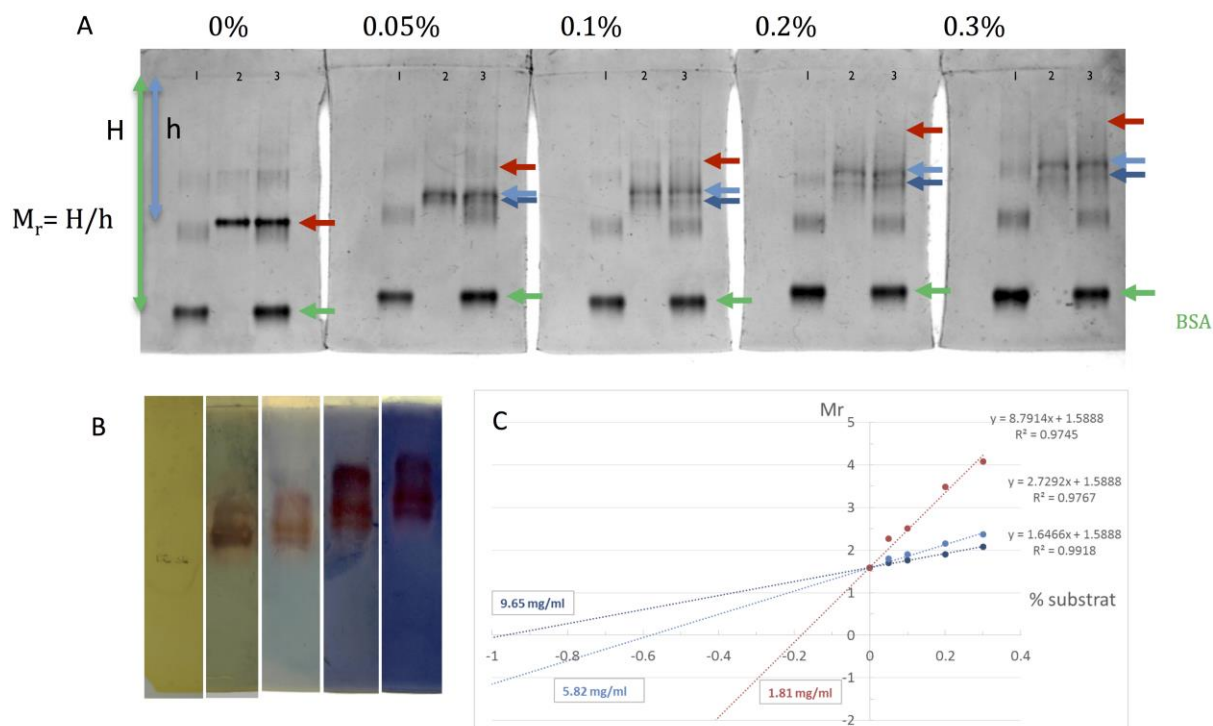 A
0%
0.05%
0.1%
0.2%
0.3%
1 2 3
1 2 3
1 2 3
1 2 3
1 2 3
H
h
Mr= H/h
BSA
B
C
Mr
5
4
3
2
1
0
-2
-1 -0.8 -0.6 -0.4 -0.2 0 0.2 0.4
y = 8.7914x + 1.5888
R² = 0.9745
y = 2.7292x + 1.5888
R² = 0.9767
y = 1.6466x + 1.5888
R² = 0.9918
% substrat
9.65 mg/ml
5.82 mg/ml
1.81 mg/ml